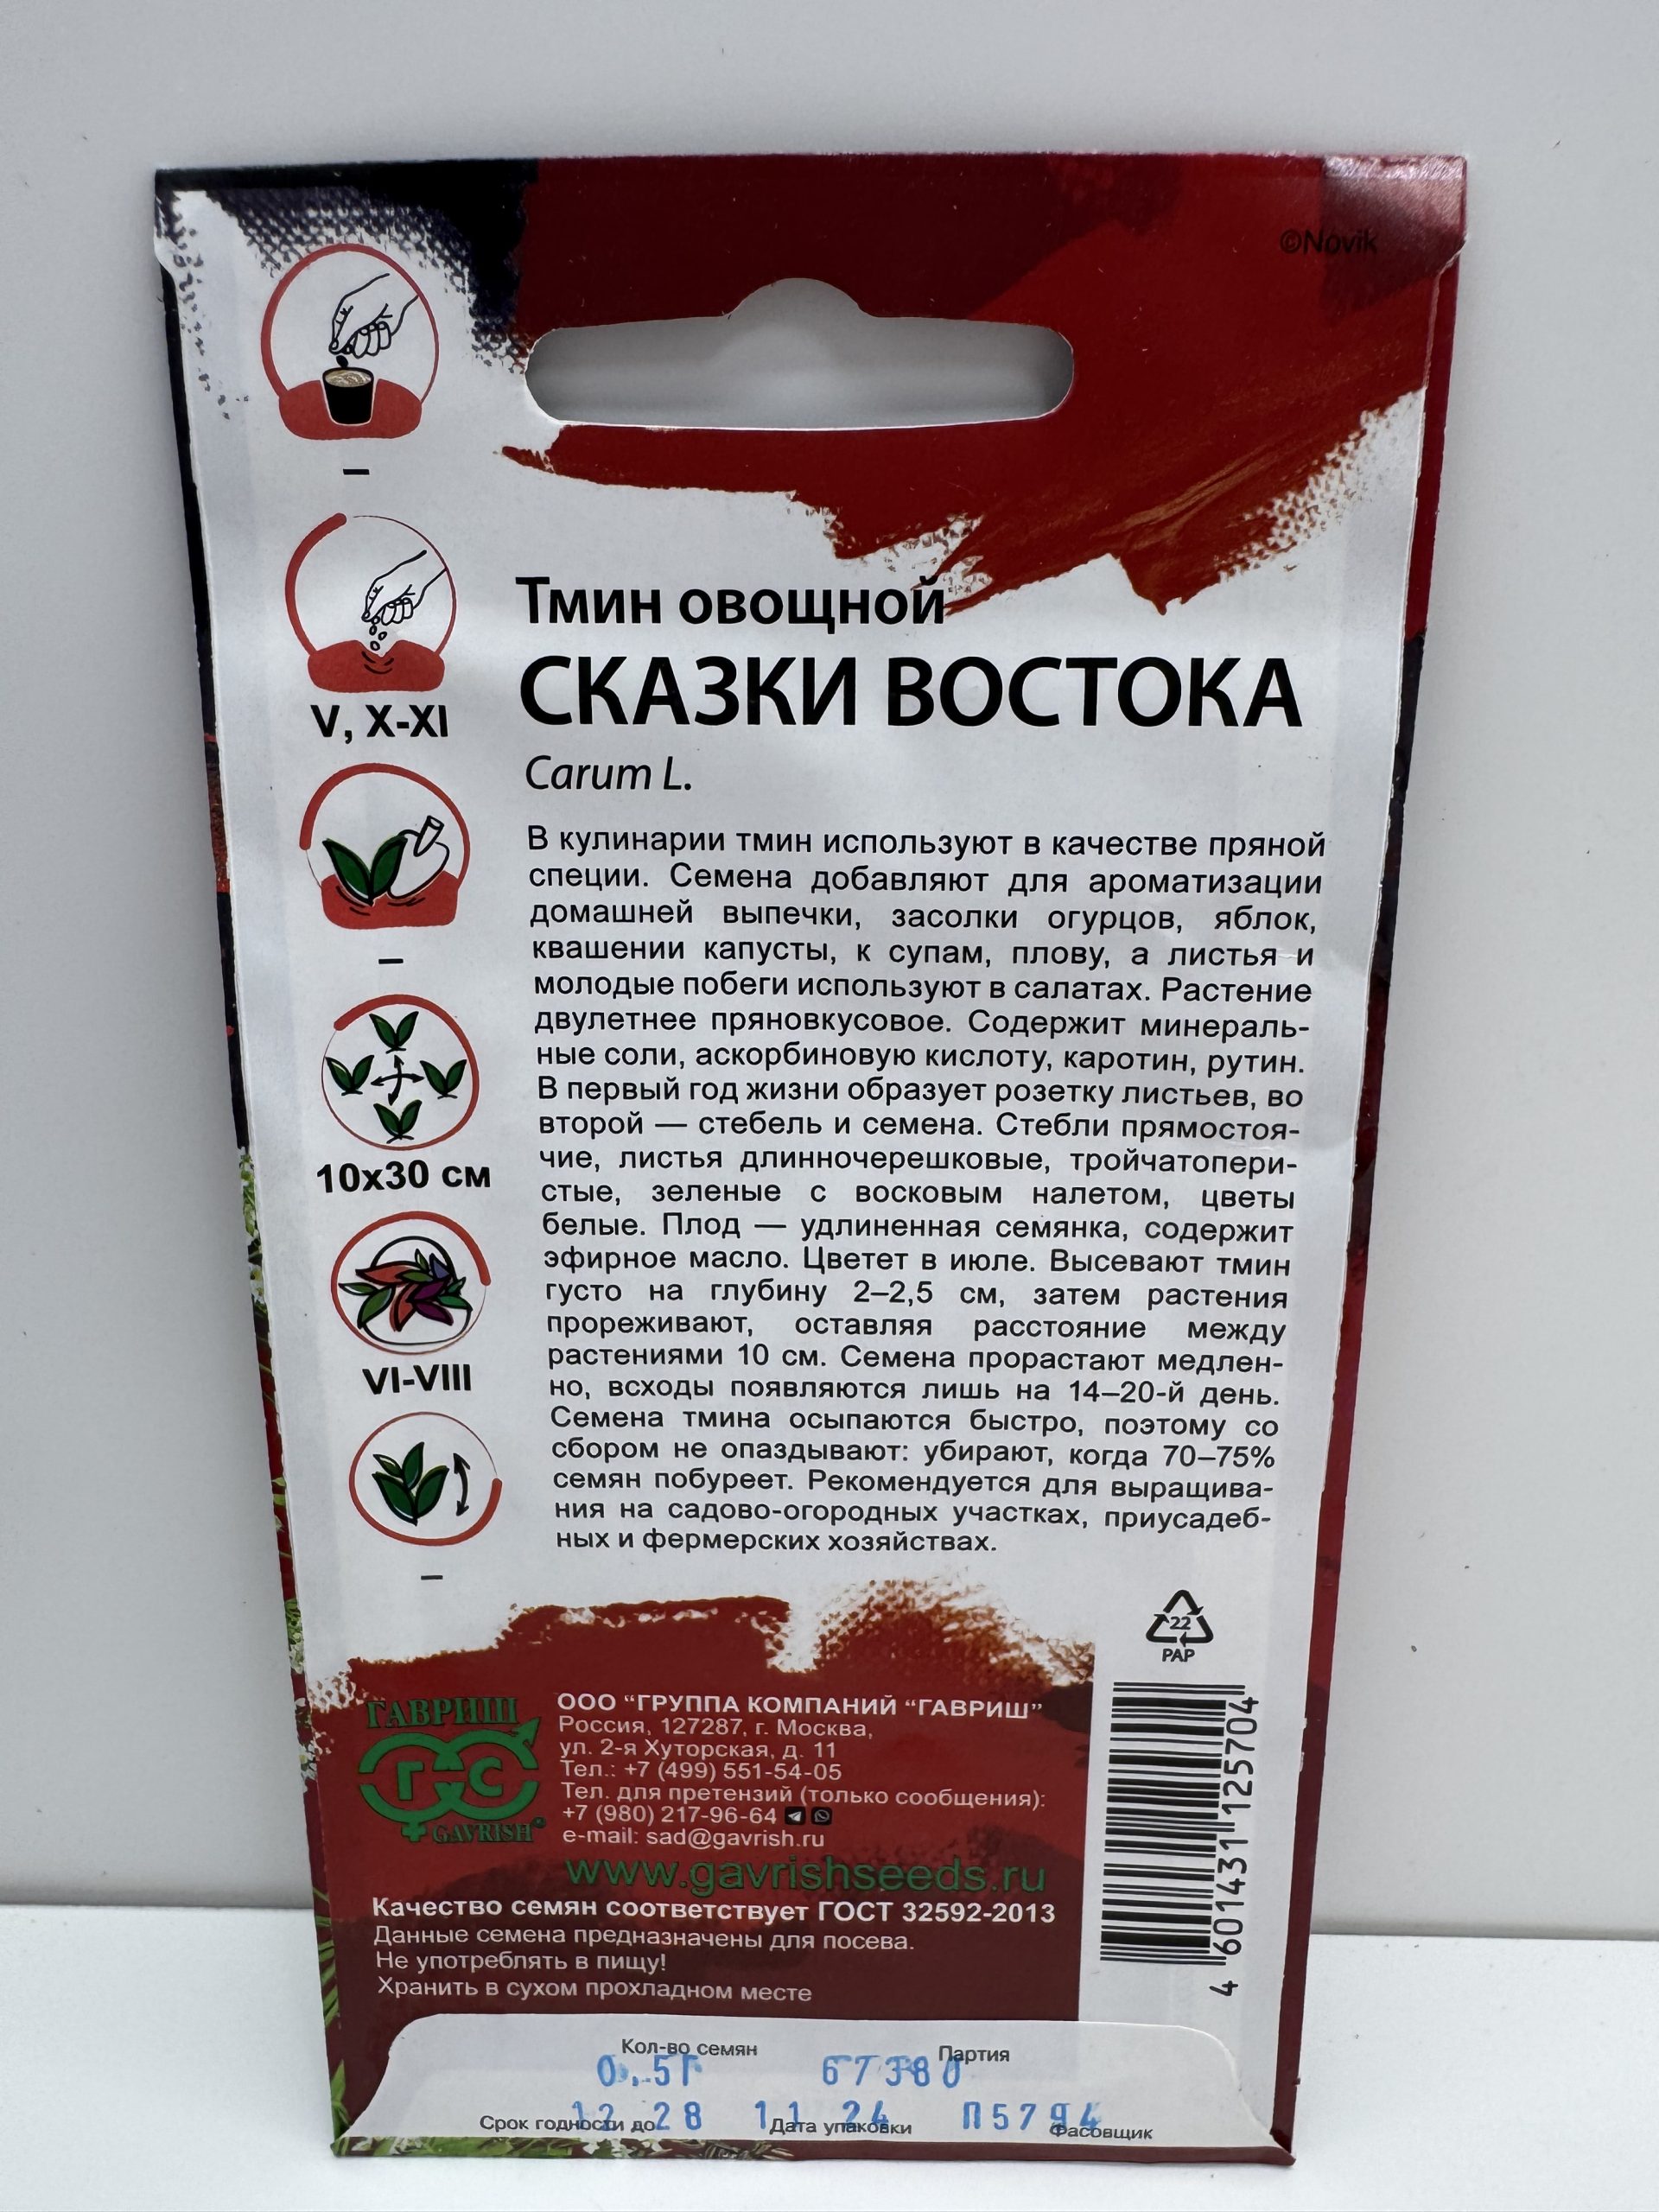 ©Novik
–
V, X-XI
–
10х30 см
VI-VIII
–
Тмин овощной
СКАЗКИ ВОСТОКА
Carum L.
В кулинарии тмин используют в качестве пряной
специи. Семена добавляют для ароматизации
домашней выпечки, засолки огурцов, яблок,
квашении капусты, к супам, плову, а листья и
молодые побеги используют в салатах. Растение
двулетнее пряновкусовое. Содержит минераль-
ные соли, аскорбиновую кислоту, каротин, рутин.
В первый год жизни образует розетку листьев, во
второй — стебель и семена. Стебли прямостоя-
чие, листья длинночерешковые, тройчатопери-
стые, зеленые с восковым налетом, цветы
белые. Плод — удлиненная семянка, содержит
эфирное масло. Цветет в июле. Высевают тмин
густо на глубину 2–2,5 см, затем растения
прореживают, оставляя расстояние между
растениями 10 см. Семена прорастают медлен-
но, всходы появляются лишь на 14–20-й день.
Семена тмина осыпаются быстро, поэтому со
сбором не опаздывают: убирают, когда 70–75%
семян побуреет. Рекомендуется для выращива-
ния на садово-огородных участках, приусадеб-
ных и фермерских хозяйствах.
22
PAP
ГАВРИШ
ГС
GAVRISH®
ООО “ГРУППА КОМПАНИЙ “ГАВРИШ”
Россия, 127287, г. Москва,
ул. 2-я Хуторская, д. 11
Тел.: +7 (499) 551-54-05
Тел. для претензий (только сообщения):
+7 (980) 217-96-64
e-mail: sad@gavrish.ru
www.gavrishseeds.ru
Качество семян соответствует ГОСТ 32592-2013
Данные семена предназначены для посева.
Не употреблять в пищу!
Хранить в сухом прохладном месте
4 601431 125704
Кол-во семян Партия
0.5Г 67380
12 28 11 24 П5794
Срок годности до Дата упаковки Фасовщик